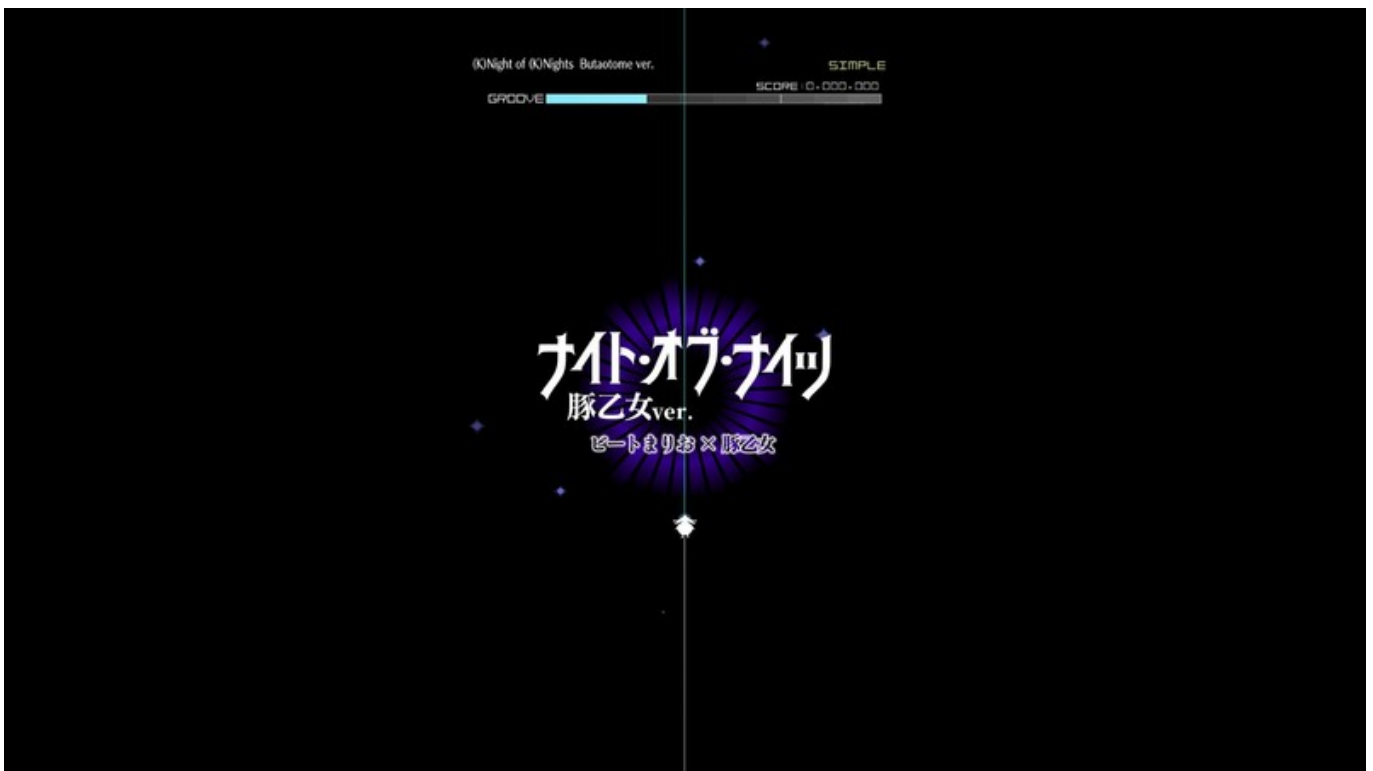 (K)Night of (K)Nights Butaotome ver.
SIMPLE
SCORE:0,000,000
GROOVE
ナイト・オブ・ナイツ
豚乙女ver.
ビートまりお×豚乙女